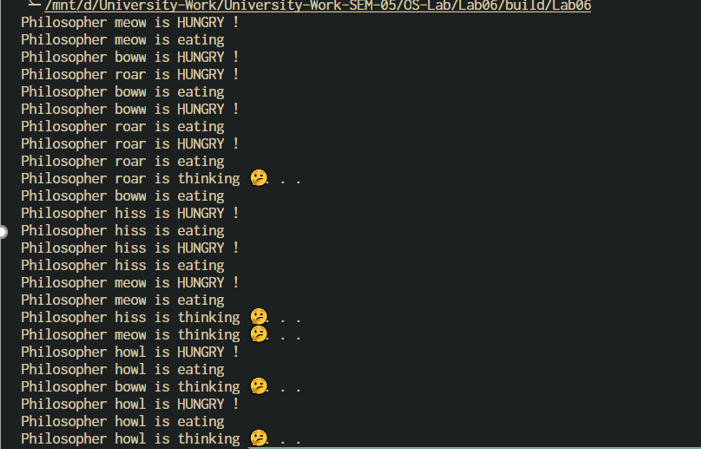 /mnt/d/University-Work/University-Work-SEM-05/OS-Lab/Lab06/build/Lab06
Philosopher meow is HUNGRY !
Philosopher meow is eating
Philosopher boww is HUNGRY !
Philosopher roar is HUNGRY !
Philosopher boww is eating
Philosopher boww is HUNGRY !
Philosopher roar is eating
Philosopher roar is HUNGRY !
Philosopher roar is eating
Philosopher roar is thinking 🤔. . .
Philosopher boww is eating
Philosopher hiss is HUNGRY !
Philosopher hiss is eating
Philosopher hiss is HUNGRY !
Philosopher hiss is eating
Philosopher meow is HUNGRY !
Philosopher meow is eating
Philosopher hiss is thinking 🤔. . .
Philosopher meow is thinking 🤔. . .
Philosopher howl is HUNGRY !
Philosopher howl is eating
Philosopher boww is thinking 🤔. . .
Philosopher howl is HUNGRY !
Philosopher howl is eating
Philosopher howl is thinking 🤔. . .